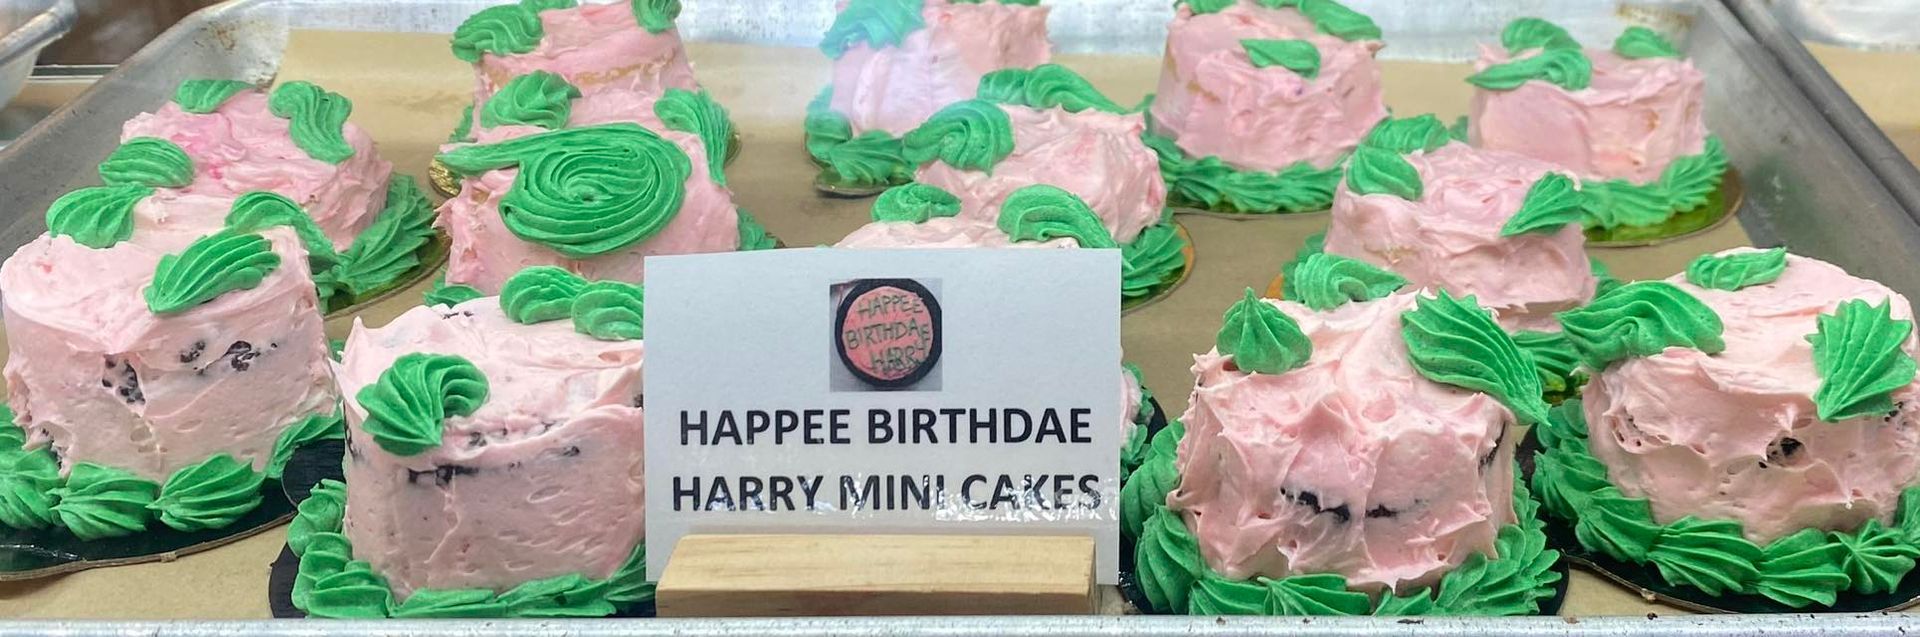 HAPPEE
BIRTHDAE
HARRY
HAPPEE BIRTHDAE
HARRY MINI CAKES